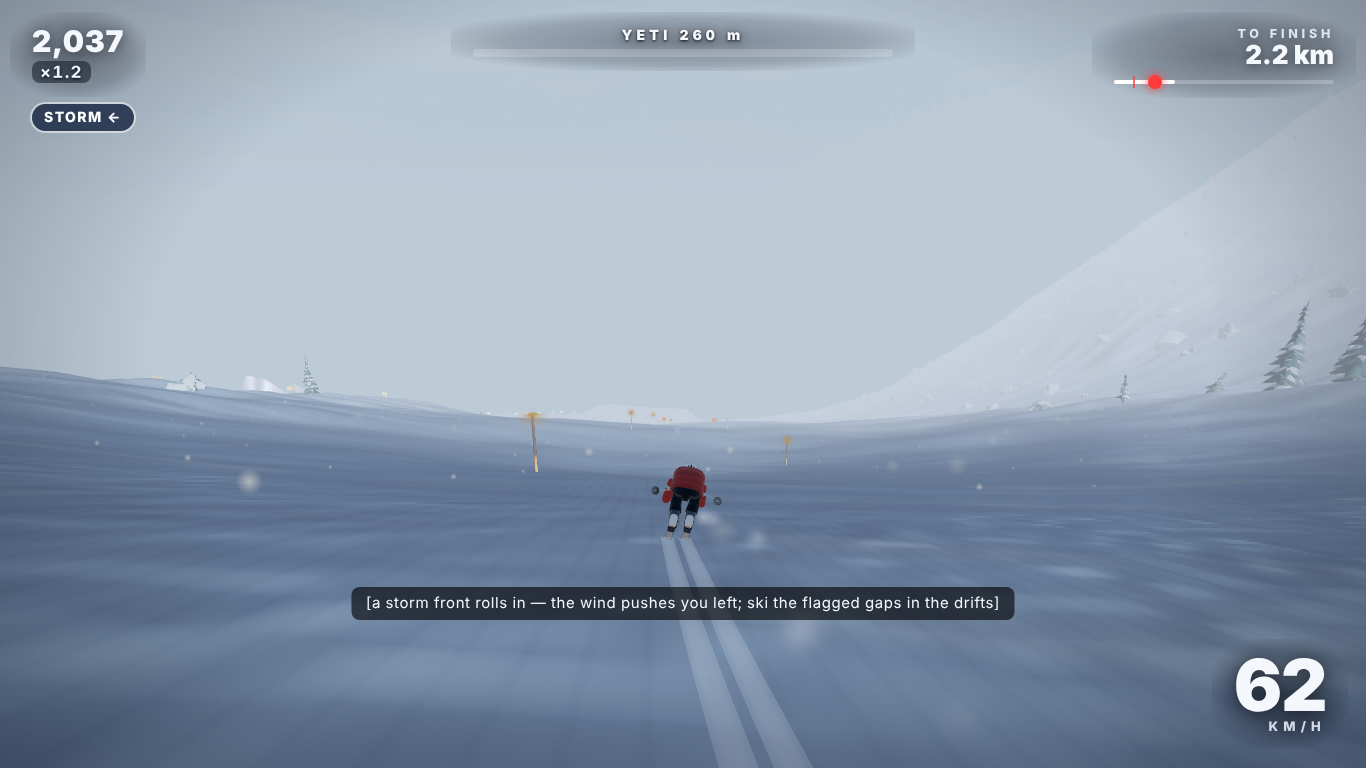 2,037
×1.2
STORM ←
YETI 260 m
TO FINISH
2.2 km
[a storm front rolls in — the wind pushes you left; ski the flagged gaps in the drifts]
62
KM/H